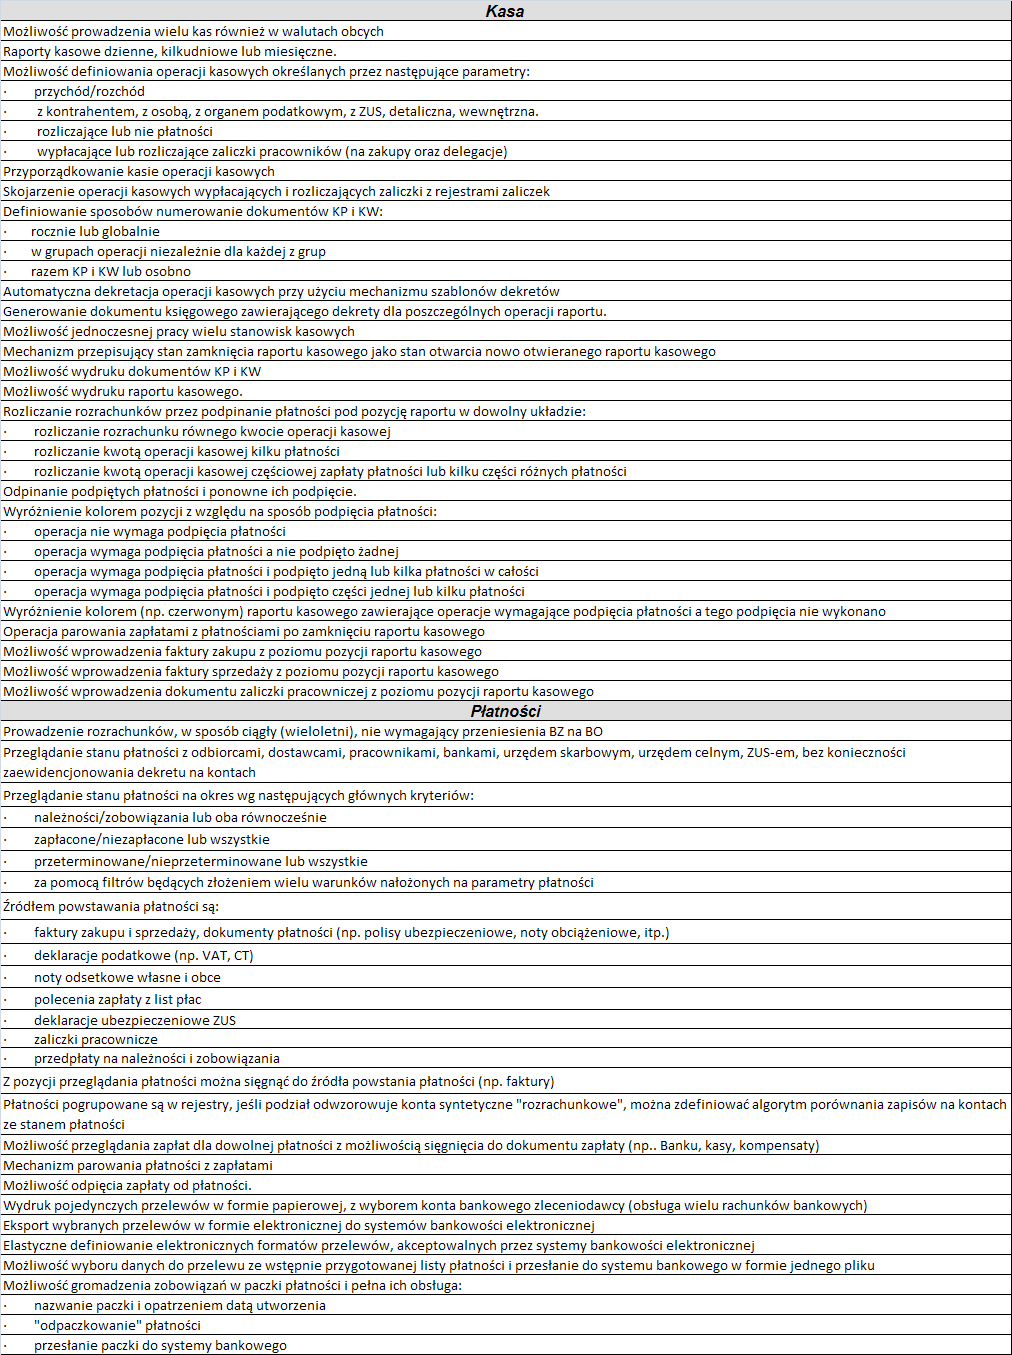 Kasa
Możliwość prowadzenia wielu kas również w walutach obcych
Raporty kasowe dzienne, kilkudniowe lub miesięczne.
Możliwość definiowania operacji kasowych określanych przez następujące parametry:
· przychód/rozchód
· z kontrahentem, z osobą, z organem podatkowym, z ZUS, detaliczna, wewnętrzna.
· rozliczające lub nie płatności
· wypłacające lub rozliczające zaliczki pracowników (na zakupy oraz delegacje)
Przyporządkowanie kasie operacji kasowych
Skojarzenie operacji kasowych wypłacających i rozliczających zaliczki z rejestrami zaliczek
Definiowanie sposobów numerowanie dokumentów KP i KW:
· rocznie lub globalnie
· w grupach operacji niezależnie dla każdej z grup
· razem KP i KW lub osobno
Automatyczna dekretacja operacji kasowych przy użyciu mechanizmu szablonów dekretów
Generowanie dokumentu księgowego zawierającego dekrety dla poszczególnych operacji raportu.
Możliwość jednoczesnej pracy wielu stanowisk kasowych
Mechanizm przepisujący stan zamknięcia raportu kasowego jako stan otwarcia nowo otwieranego raportu kasowego
Możliwość wydruku dokumentów KP i KW
Możliwość wydruku raportu kasowego.
Rozliczanie rozrachunków przez podpinanie płatności pod pozycję raportu w dowolny układzie:
· rozliczanie rozrachunku równego kwocie operacji kasowej
· rozliczanie kwotą operacji kasowej kilku płatności
· rozliczanie kwotą operacji kasowej częściowej zapłaty płatności lub kilku części różnych płatności
Odpinanie podpiętych płatności i ponowne ich podpięcie.
Wyróżnienie kolorem pozycji z względu na sposób podpięcia płatności:
· operacja nie wymaga podpięcia płatności
· operacja wymaga podpięcia płatności a nie podpięto żadnej
· operacja wymaga podpięcia płatności i podpięto jedną lub kilka płatności w całości
· operacja wymaga podpięcia płatności i podpięto części jednej lub kilku płatności
Wyróżnienie kolorem (np. czerwonym) raportu kasowego zawierające operacje wymagające podpięcia płatności a tego podpięcia nie wykonano
Operacja parowania zapłatami z płatnościami po zamknięciu raportu kasowego
Możliwość wprowadzenia faktury zakupu z poziomu pozycji raportu kasowego
Możliwość wprowadzenia faktury sprzedaży z poziomu pozycji raportu kasowego
Możliwość wprowadzenia dokumentu zaliczki pracowniczej z poziomu pozycji raportu kasowego
Płatności
Prowadzenie rozrachunków, w sposób ciągły (wieloletni), nie wymagający przeniesienia BZ na BO
Przeglądanie stanu płatności z odbiorcami, dostawcami, pracownikami, bankami, urzędem skarbowym, urzędem celnym, ZUS-em, bez konieczności
zaewidencjonowania dekretu na kontach
Przeglądanie stanu płatności na okres wg następujących głównych kryteriów:
· należności/zobowiązania lub oba równocześnie
· zapłacone/niezapłacone lub wszystkie
· przeterminowane/nieprzeterminowane lub wszystkie
· za pomocą filtrów będących złożeniem wielu warunków nałożonych na parametry płatności
Źródłem powstawania płatności są:
· faktury zakupu i sprzedaży, dokumenty płatności (np. polisy ubezpieczeniowe, noty obciążeniowe, itp.)
· deklaracje podatkowe (np. VAT, CT)
· noty odsetkowe własne i obce
· polecenia zapłaty z list płac
· deklaracje ubezpieczeniowe ZUS
· zaliczki pracownicze
· przedpłaty na należności i zobowiązania
Z pozycji przeglądania płatności można sięgnąć do źródła powstania płatności (np. faktury)
Płatności pogrupowane są w rejestry, jeśli podział odwzorowuje konta syntetyczne "rozrachunkowe", można zdefiniować algorytm porównania zapisów na kontach
ze stanem płatności
Możliwość przeglądania zapłat dla dowolnej płatności z możliwością sięgnięcia do dokumentu zapłaty (np.. Banku, kasy, kompensaty)
Mechanizm parowania płatności z zapłatami
Możliwość odpięcia zapłaty od płatności.
Wydruk pojedynczych przelewów w formie papierowej, z wyborem konta bankowego zleceniodawcy (obsługa wielu rachunków bankowych)
Eksport wybranych przelewów w formie elektronicznej do systemów bankowości elektronicznej
Elastyczne definiowanie elektronicznych formatów przelewów, akceptowalnych przez systemy bankowości elektronicznej
Możliwość wyboru danych do przelewu ze wstępnie przygotowanej listy płatności i przesłanie do systemu bankowego w formie jednego pliku
Możliwość gromadzenia zobowiązań w paczki płatności i pełna ich obsługa:
· nazwanie paczki i opatrzeniem datą utworzenia
· "odpaczkowanie" płatności
· przesłanie paczki do systemy bankowego